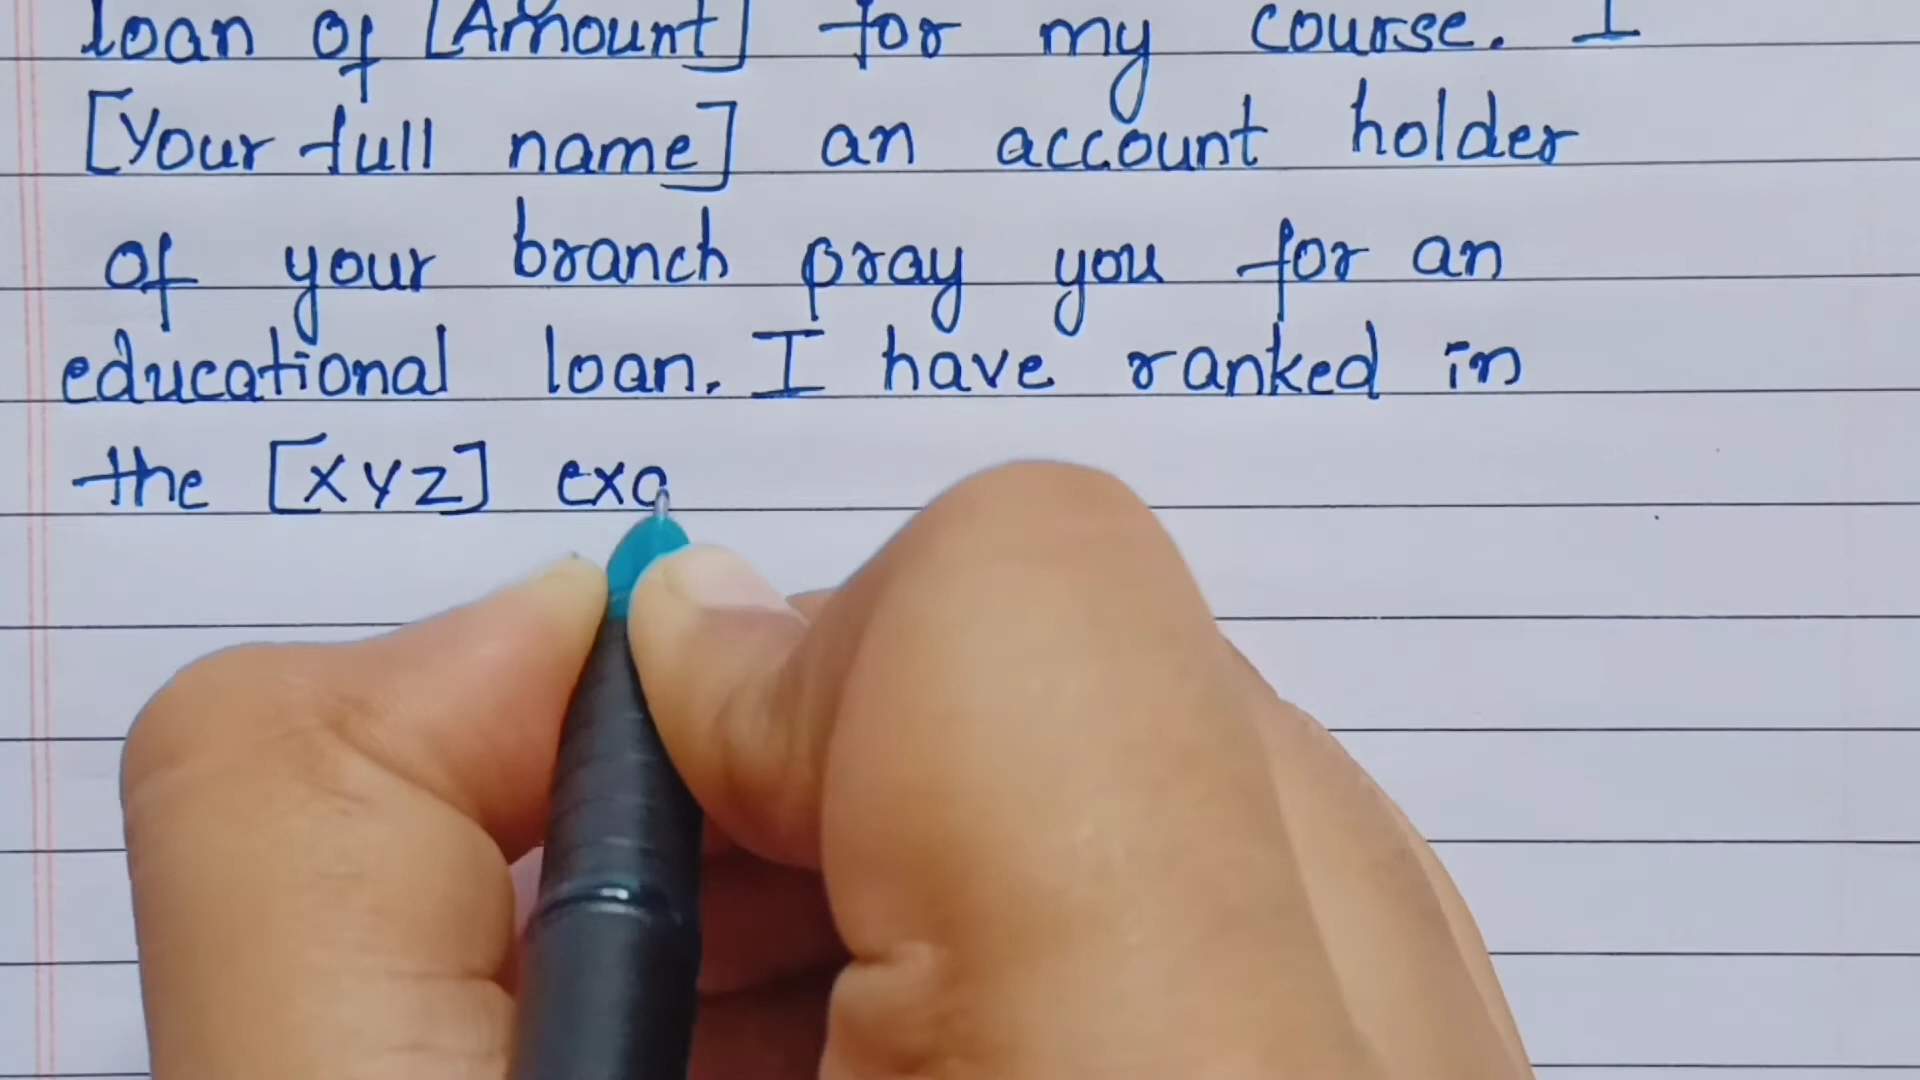 loan of [Amount] for my course. I
[Your full name] an account holder
of your branch pray you for an
educational loan. I have ranked in
the [XYZ] exa